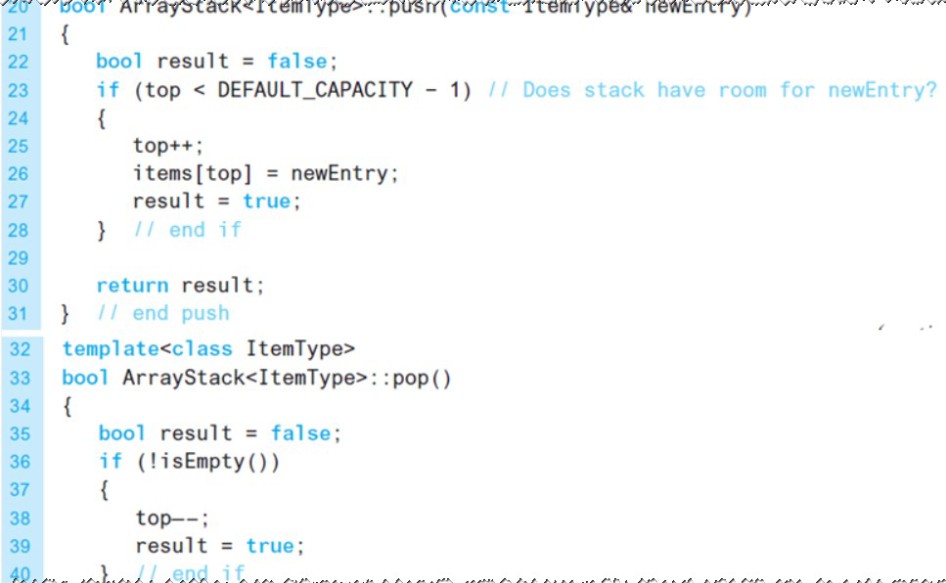 20 bool ArrayStack<ItemType>::push(const ItemType& newEntry)
21 {
22 bool result = false;
23 if (top < DEFAULT_CAPACITY - 1) // Does stack have room for newEntry?
24 {
25 top++;
26 items[top] = newEntry;
27 result = true;
28 } // end if
29
30 return result;
31 } // end push
32 template<class ItemType>
33 bool ArrayStack<ItemType>::pop()
34 {
35 bool result = false;
36 if (!isEmpty())
37 {
38 top--;
39 result = true;
40 } // end if